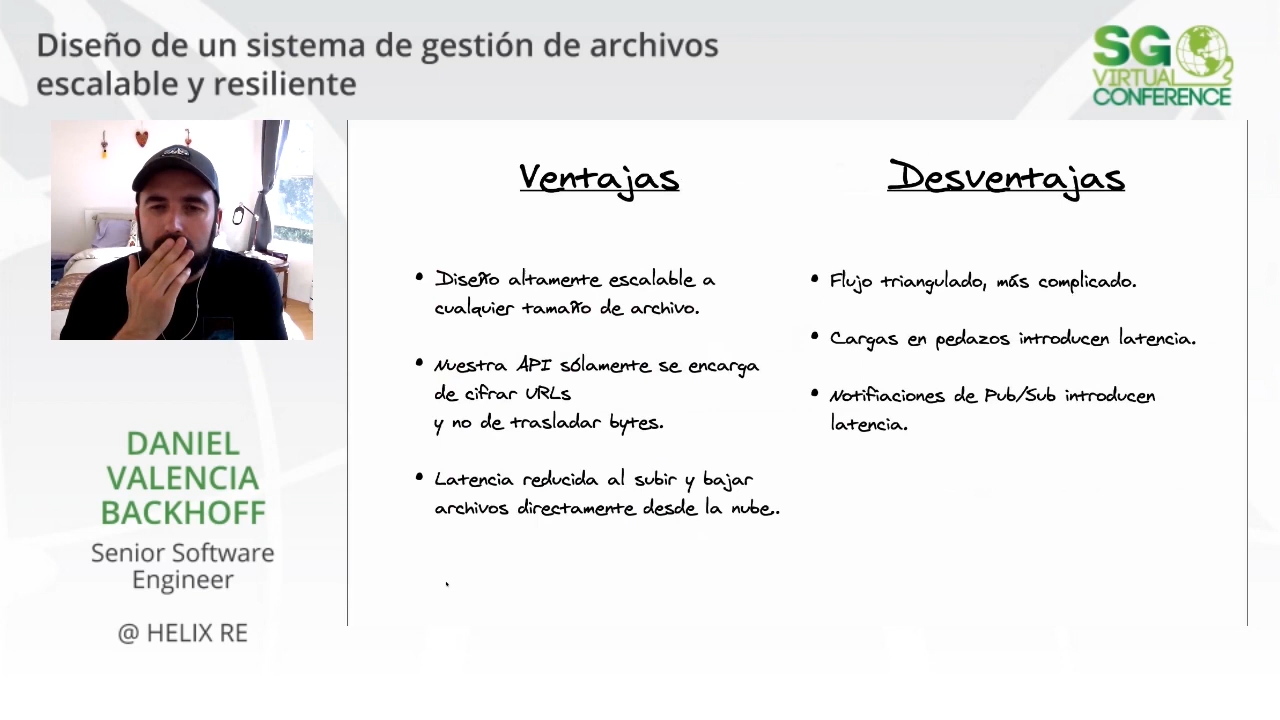 Diseño de un sistema de gestión de archivos
escalable y resiliente
SG
VIRTUAL
CONFERENCE
DANIEL
VALENCIA
BACKHOFF
Senior Software
Engineer
@ HELIX RE
Ventajas
• Diseño altamente escalable a
cualquier tamaño de archivo.
• Nuestra API sólamente se encarga
de cifrar URLs
y no de trasladar bytes.
• Latencia reducida al subir y bajar
archivos directamente desde la nube..
Desventajas
• Flujo triangulado, más complicado.
• Cargas en pedazos introducen latencia.
• Notifiaciones de Pub/Sub introducen
latencia.